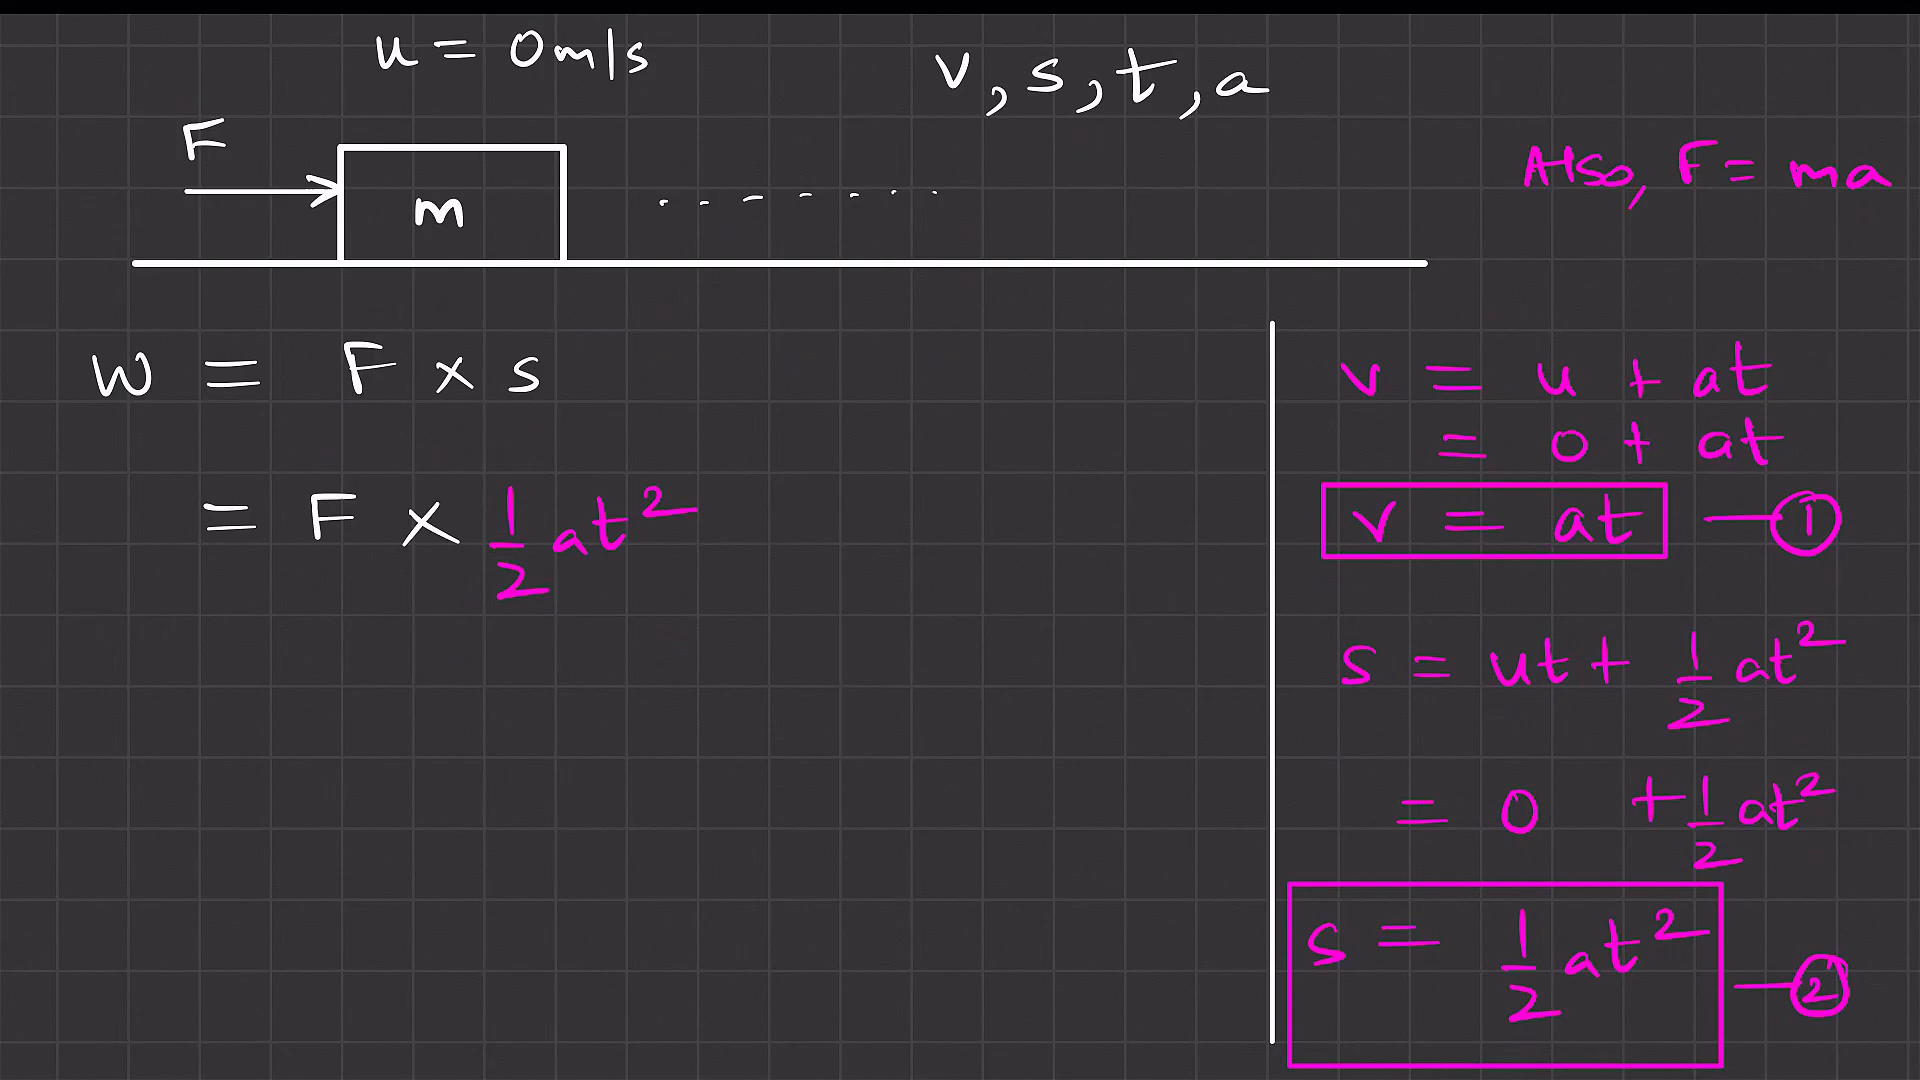 u = 0m/s
v, s, t, a
F
m
Also, F = ma
W = F × s
= F × 1/2 at²
v = u + at
= 0 + at
v = at —①
s = ut + 1/2 at²
= 0 + 1/2 at²
s = 1/2 at² —②